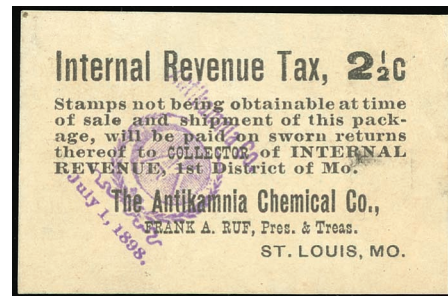 Internal Revenue Tax, 2½c
Stamps not being obtainable at time
of sale and shipment of this pack-
age, will be paid on sworn returns
thereof to COLLECTOR of INTERNAL
REVENUE, 1st District of Mo.
The Antikamnia Chemical Co.,
FRANK A. RUF, Pres. & Treas.
ST. LOUIS, MO.
July 1, 1898.